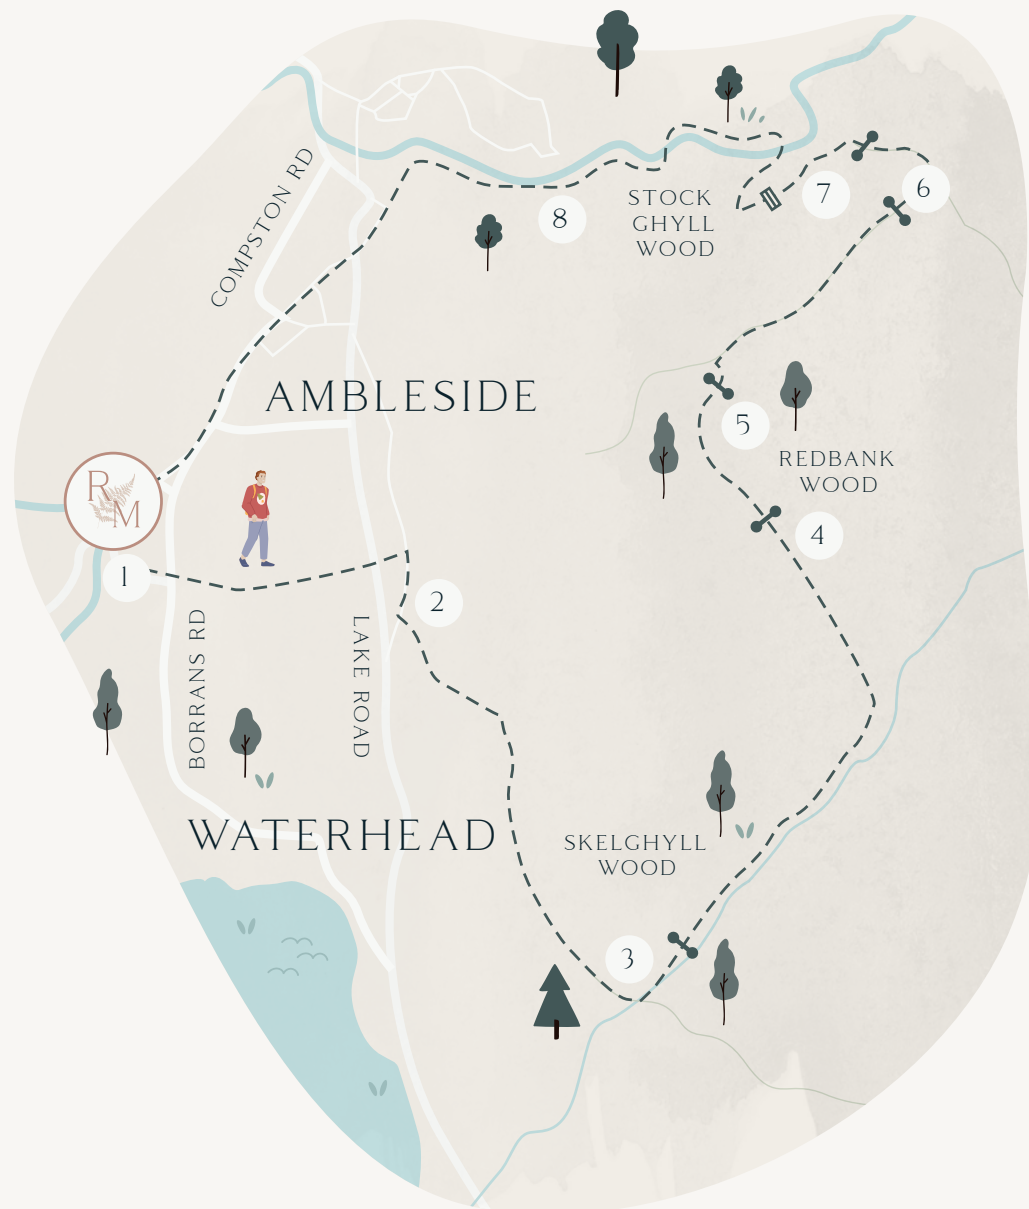 COMPSTON RD
STOCK
GHYLL
WOOD
7
6
8
AMBLESIDE
5
REDBANK
WOOD
4
R
M
1
2
BORRANS RD
LAKE ROAD
WATERHEAD
SKELGHYLL
WOOD
3